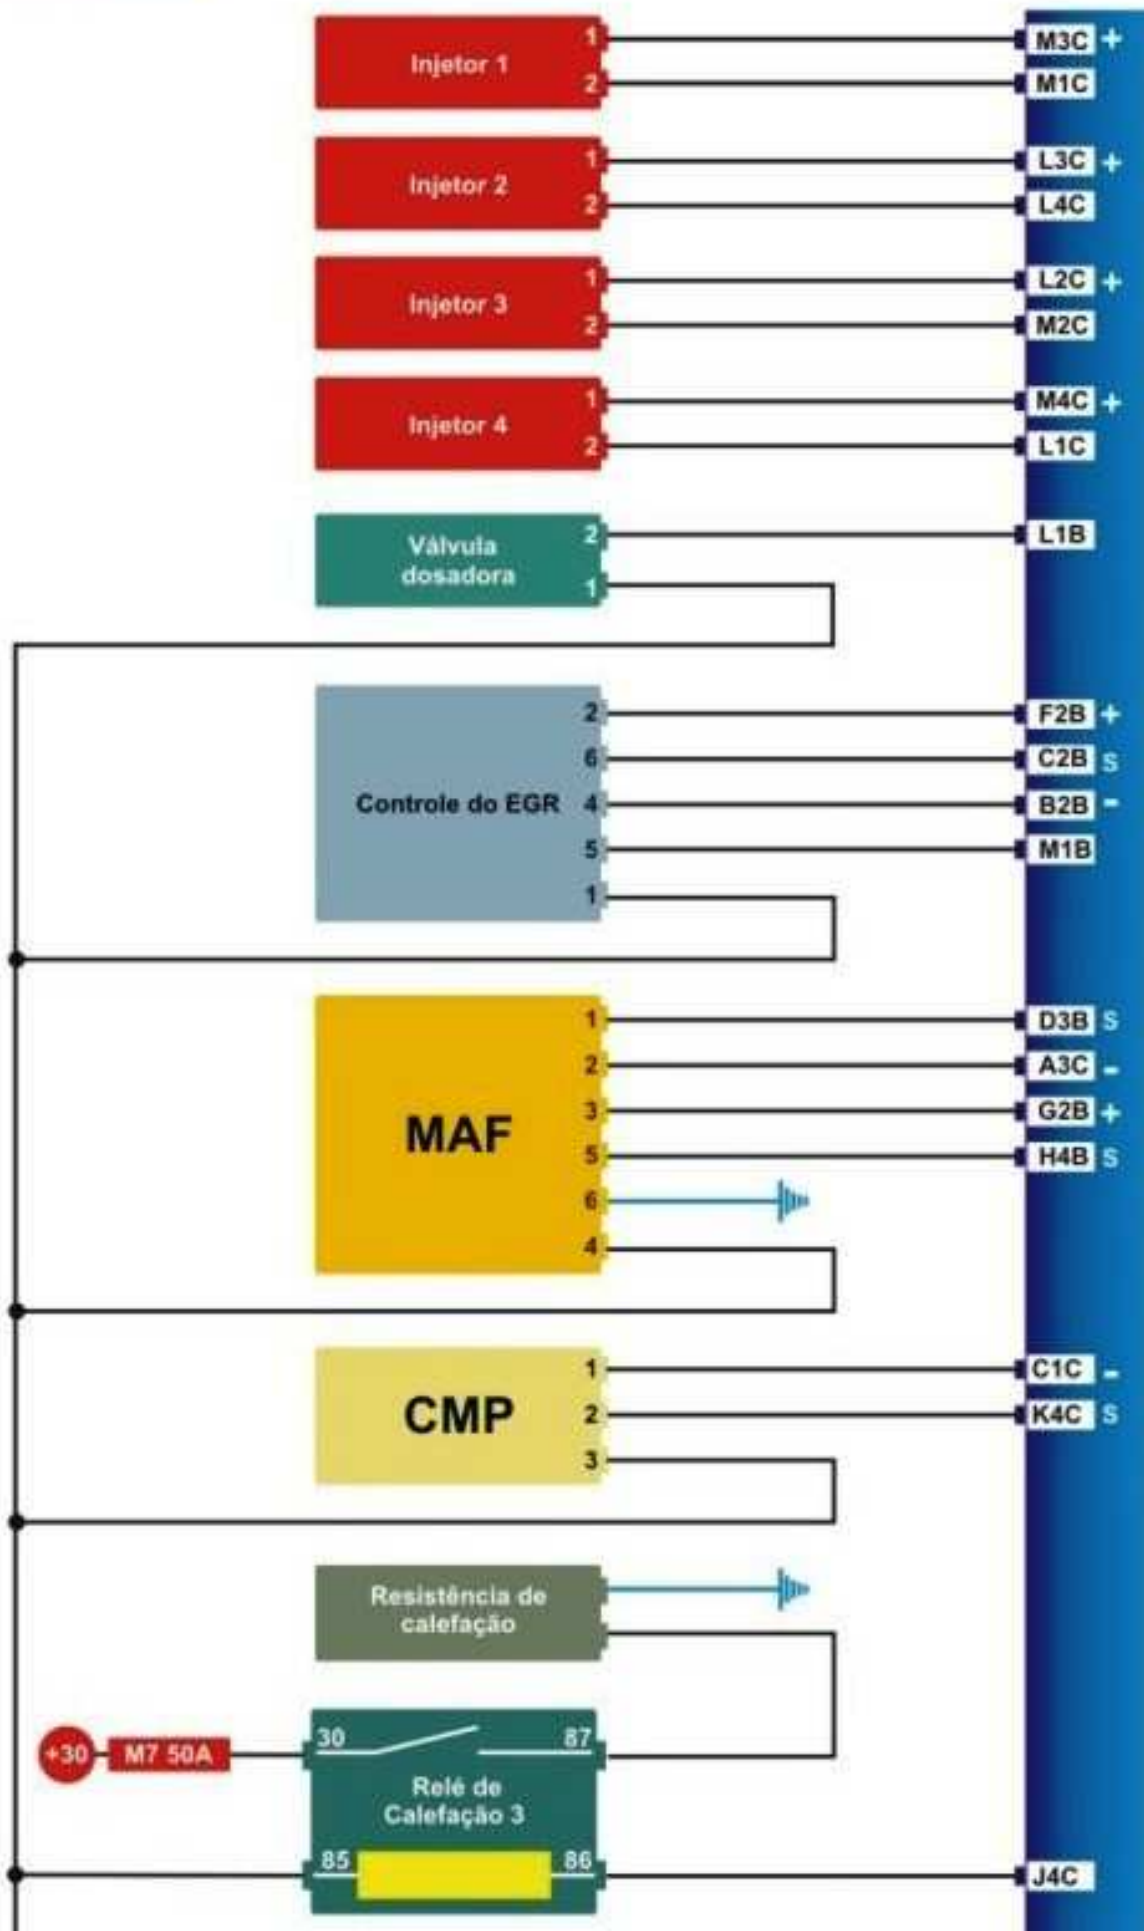 1 M3C +
Injetor 1
2 M1C
1 L3C +
Injetor 2
2 L4C
1 L2C +
Injetor 3
2 M2C
1 M4C +
Injetor 4
2 L1C
2 L1B
Válvula
dosadora
1
2 F2B +
6 C2B S
Controle do EGR 4 B2B -
5 M1B
1
1 D3B S
2 A3C -
MAF
3 G2B +
5 H4B S
6
4
1 C1C -
CMP 2 K4C S
3
Resistência de
calefação
30 87
+30 M7 50A
Relé de
Calefação 3
85 86 J4C